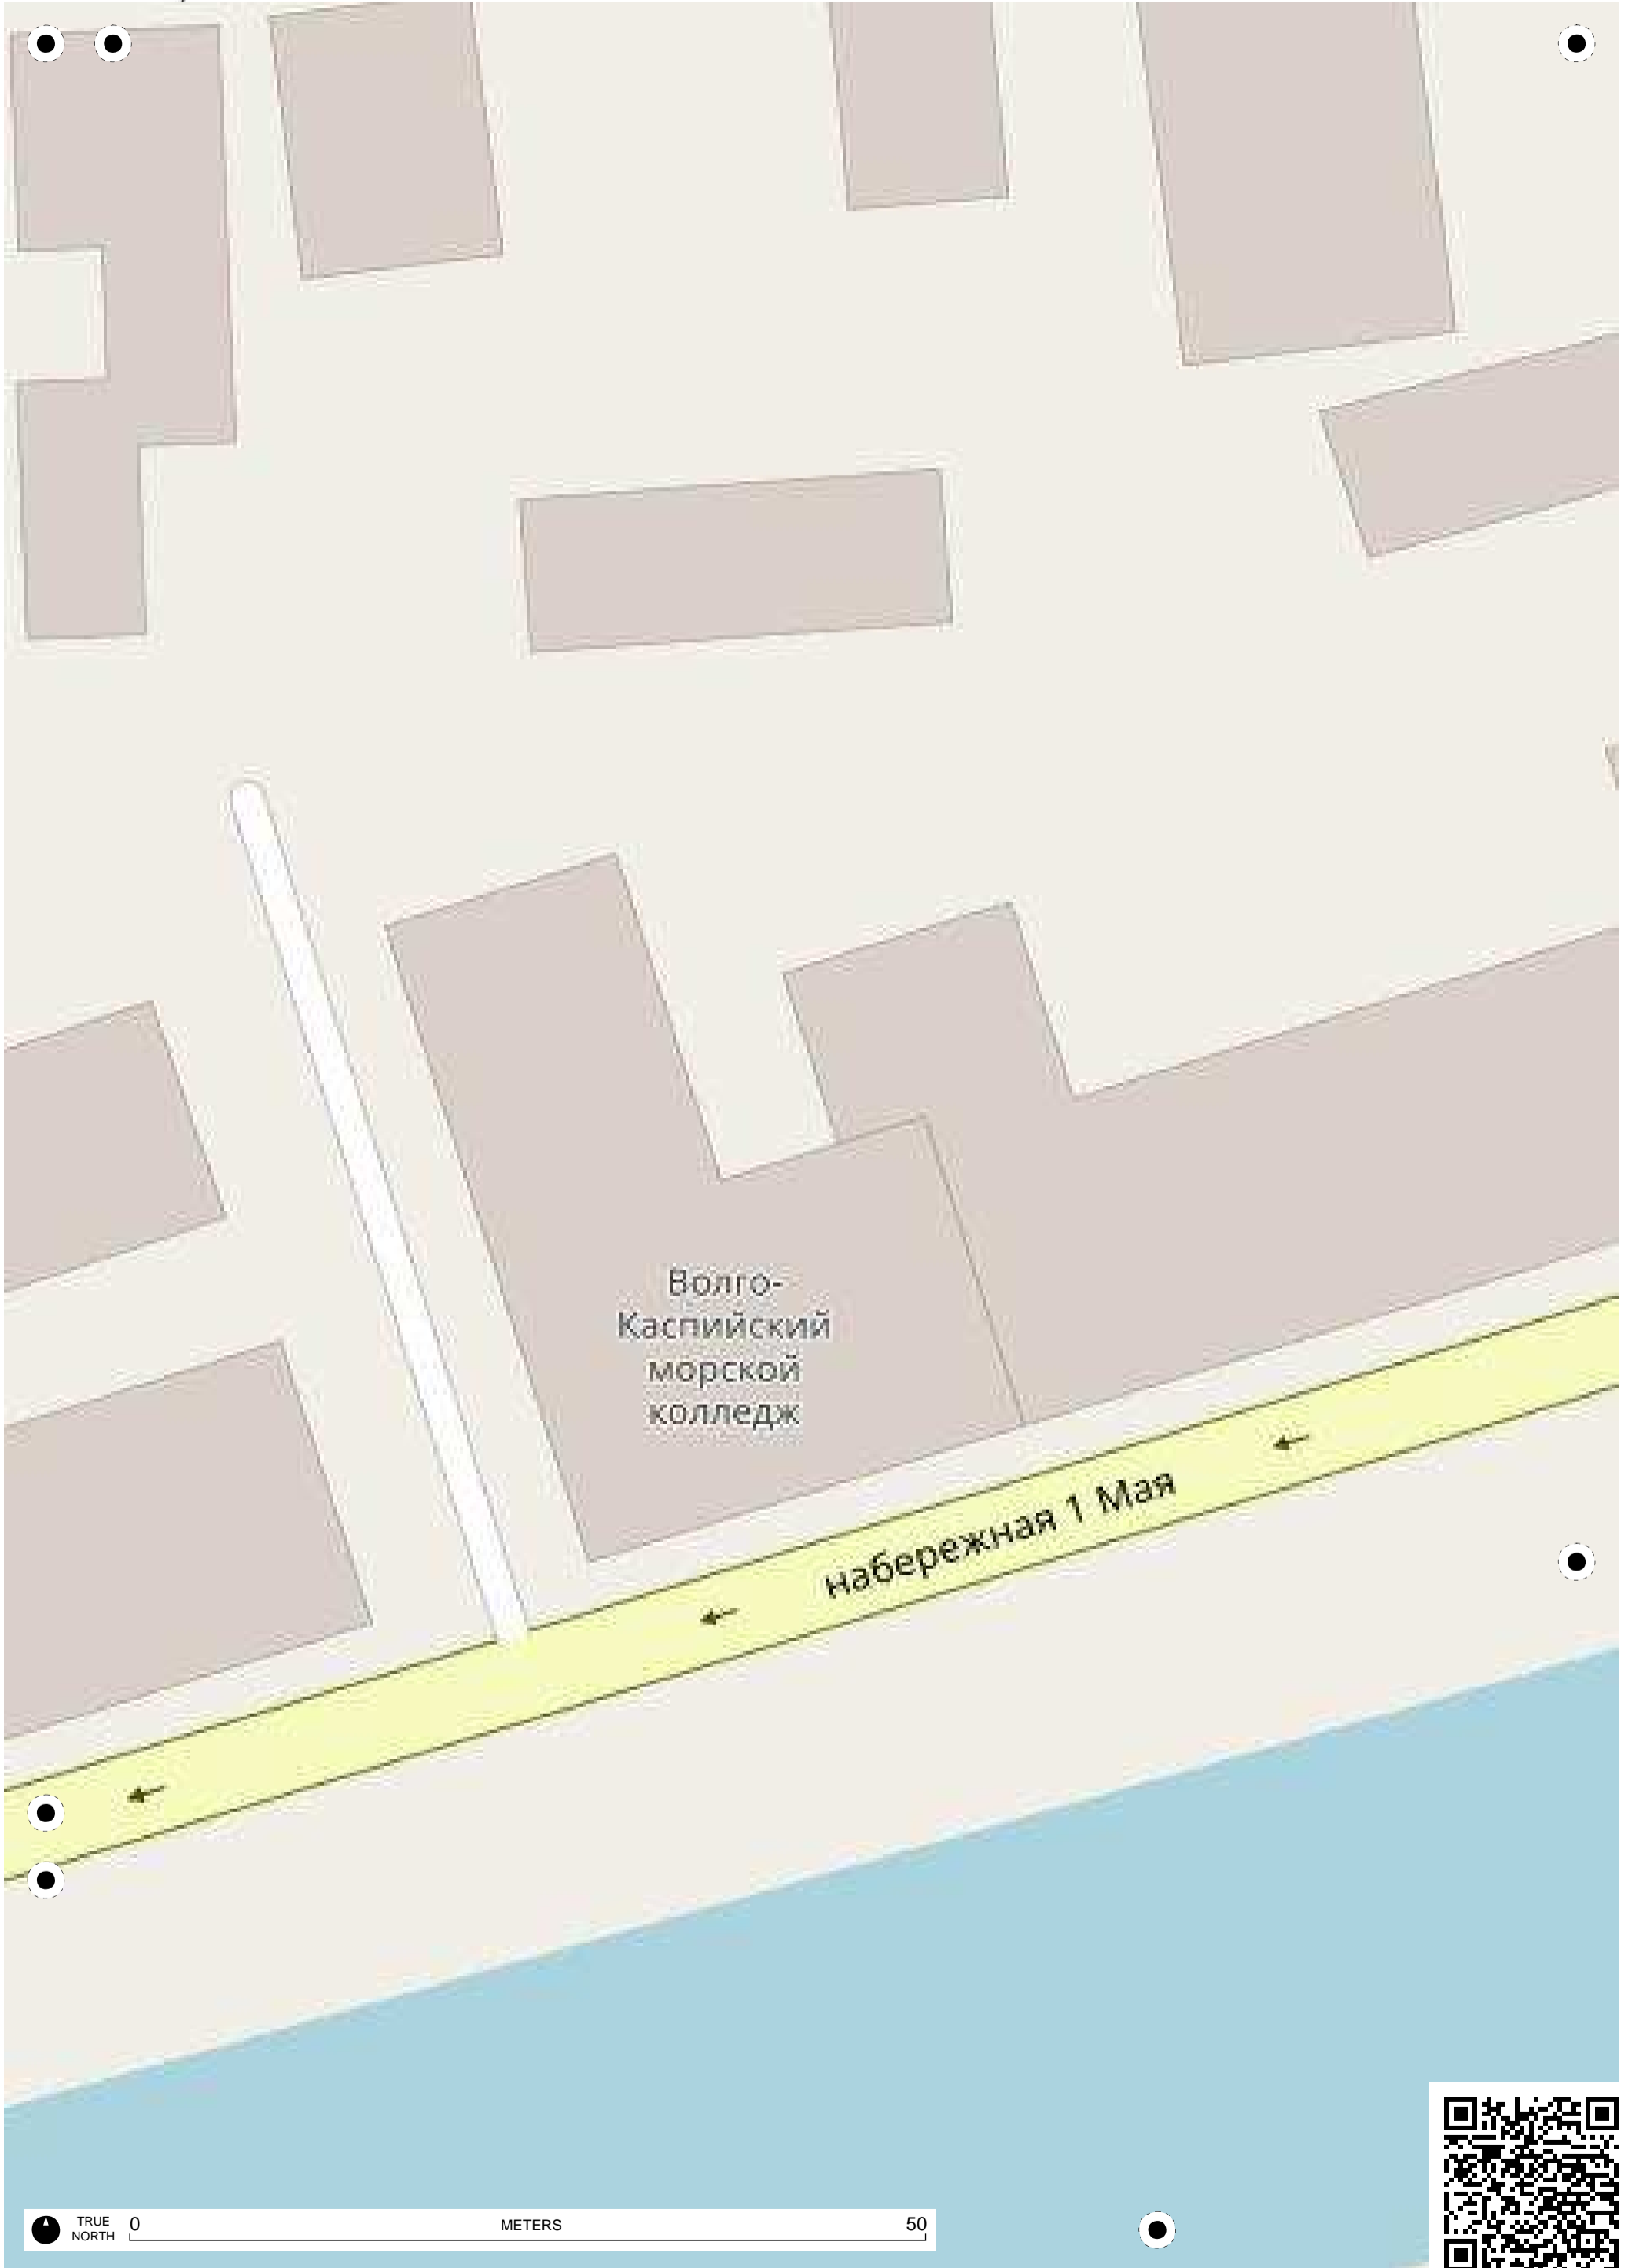 Волго-
Каспийский
морской
колледж
набережная 1 Мая
TRUE
NORTH
0
METERS
50